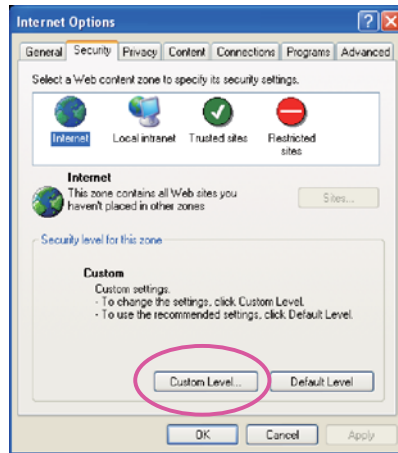 Internet Options
General Security Privacy Content Connections Programs Advanced
Select a Web content zone to specify its security settings.
Internet Local intranet Trusted sites Restricted sites
Internet
This zone contains all Web sites you
haven't placed in other zones
Sites...
Security level for this zone
Custom
Custom settings.
- To change the settings, click Custom Level.
- To use the recommended settings, click Default Level.
Custom Level... Default Level
OK Cancel Apply